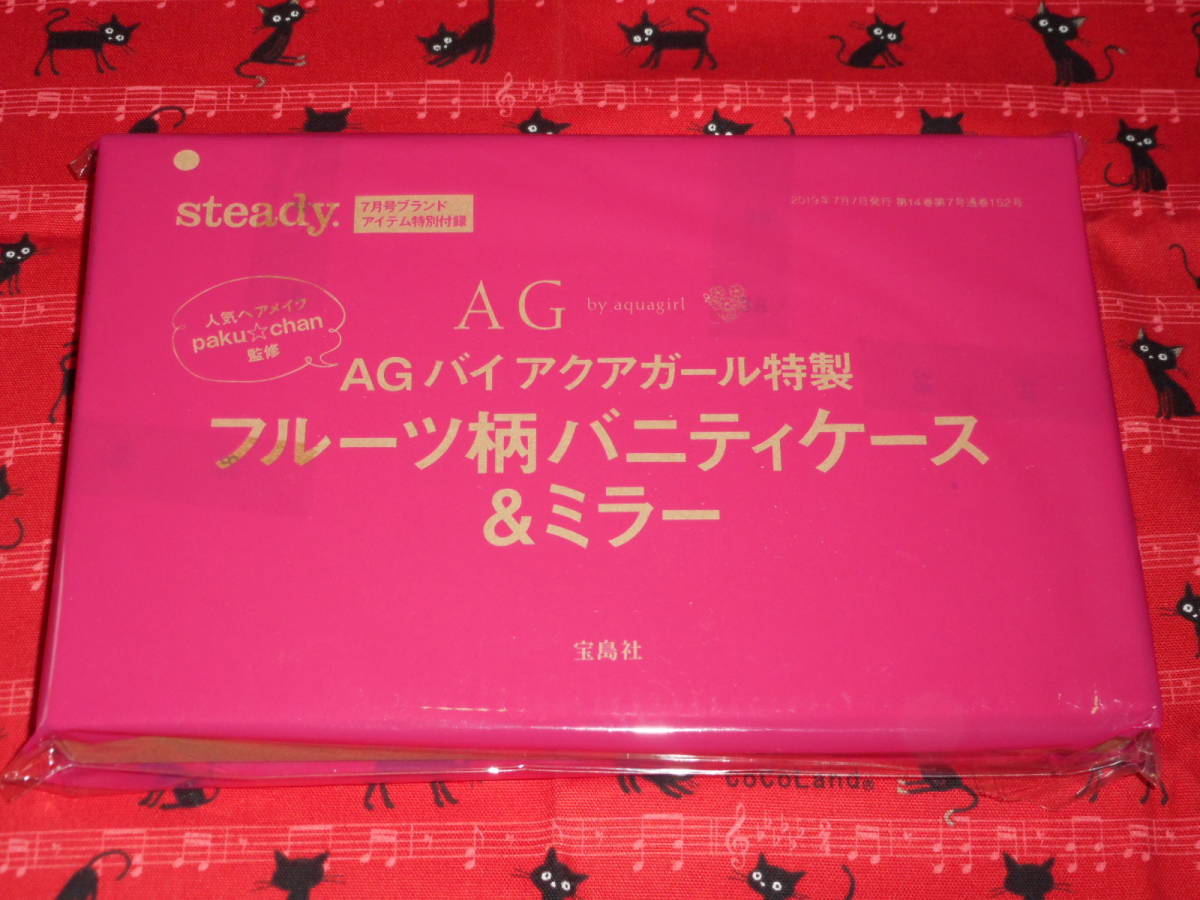 steady.
7月号ブランド
アイテム特別付録
2019年7月7日発行 第14巻第7号通巻152号
人気ヘアメイク
paku☆chan
監修
AG by aquagirl
AG バイ アクアガール特製
フルーツ柄バニティケース
&ミラー
宝島社
CoCoLand®